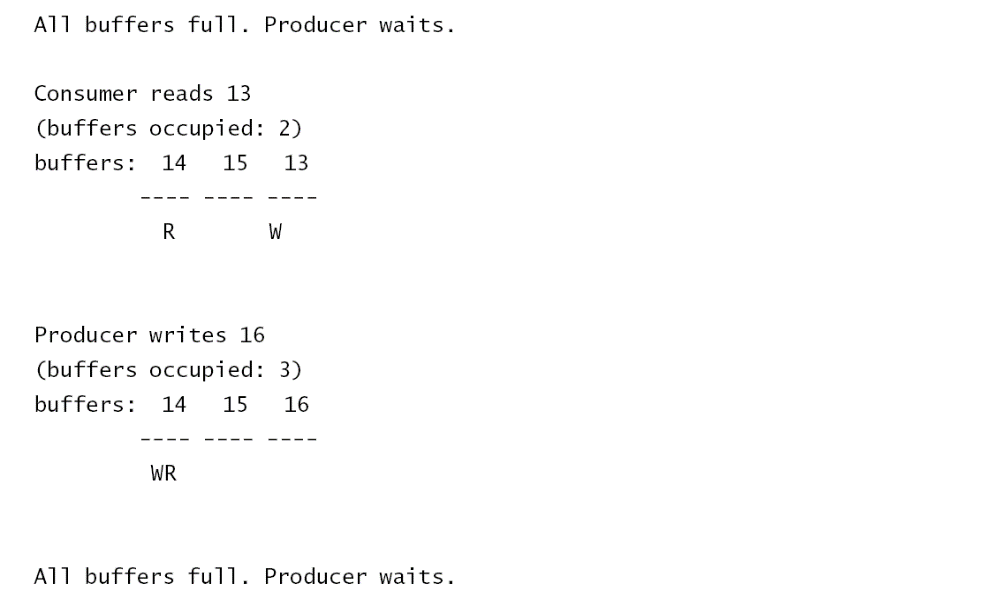 All buffers full. Producer waits.
Consumer reads 13
(buffers occupied: 2)
buffers:  14   15   13
---- ---- ----
R       W
Producer writes 16
(buffers occupied: 3)
buffers:  14   15   16
---- ---- ----
WR
All buffers full. Producer waits.